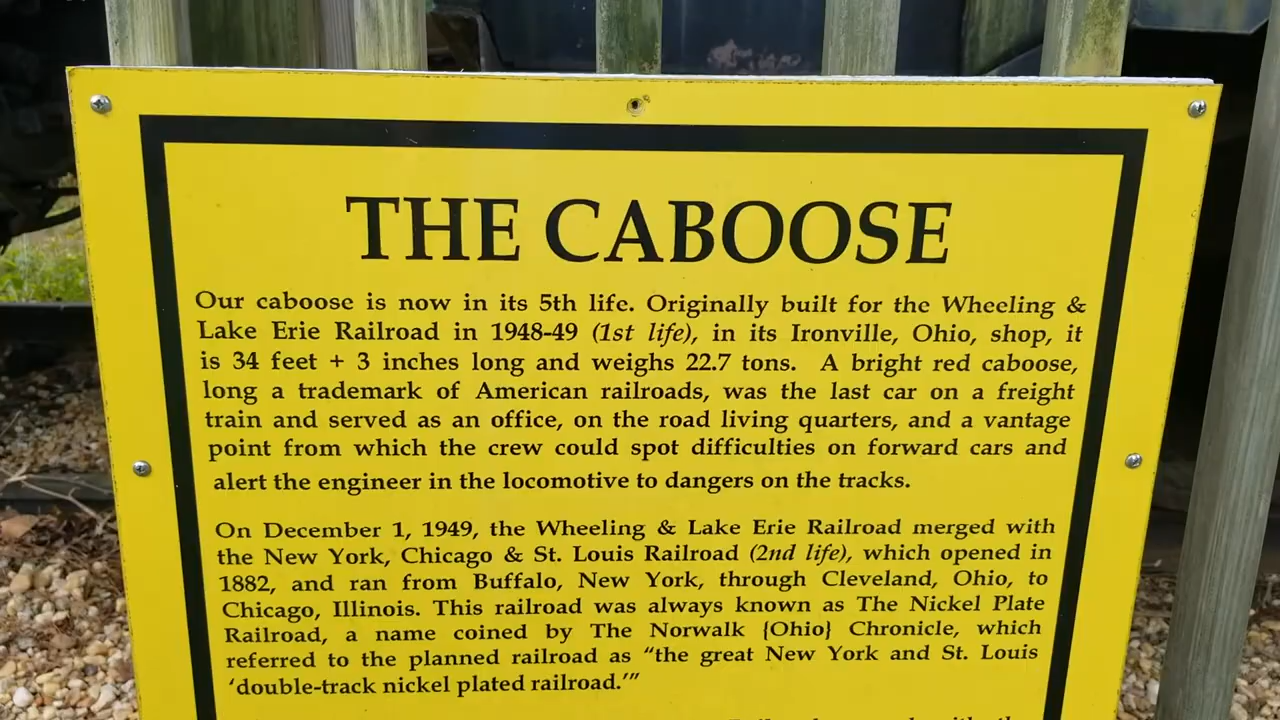 THE CABOOSE
Our caboose is now in its 5th life. Originally built for the Wheeling &
Lake Erie Railroad in 1948-49 (1st life), in its Ironville, Ohio, shop, it
is 34 feet + 3 inches long and weighs 22.7 tons. A bright red caboose,
long a trademark of American railroads, was the last car on a freight
train and served as an office, on the road living quarters, and a vantage
point from which the crew could spot difficulties on forward cars and
alert the engineer in the locomotive to dangers on the tracks.
On December 1, 1949, the Wheeling & Lake Erie Railroad merged with
the New York, Chicago & St. Louis Railroad (2nd life), which opened in
1882, and ran from Buffalo, New York, through Cleveland, Ohio, to
Chicago, Illinois. This railroad was always known as The Nickel Plate
Railroad, a name coined by The Norwalk {Ohio} Chronicle, which
referred to the planned railroad as “the great New York and St. Louis
‘double-track nickel plated railroad.’”